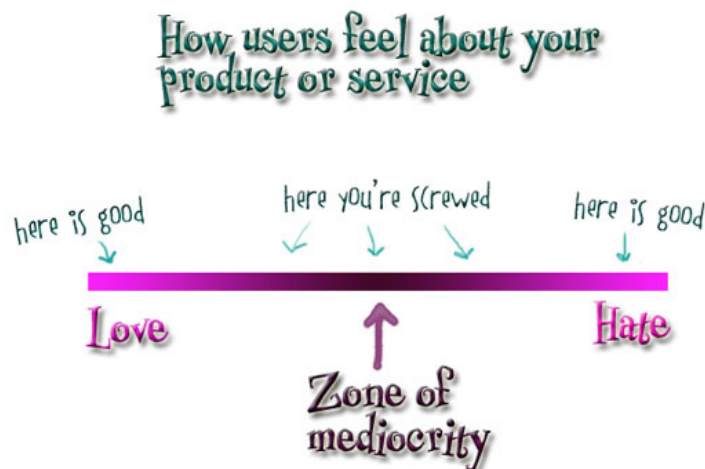 How users feel about your
product or service
here is good
here you're screwed
here is good
Love
Hate
Zone of
mediocrity